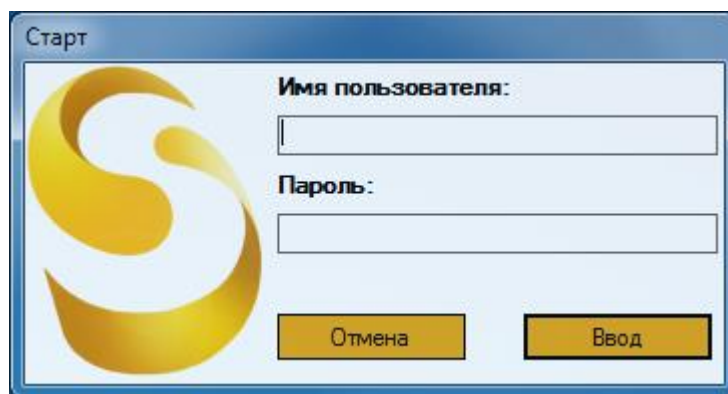 Старт
Имя пользователя:
Пароль:
Отмена
Ввод